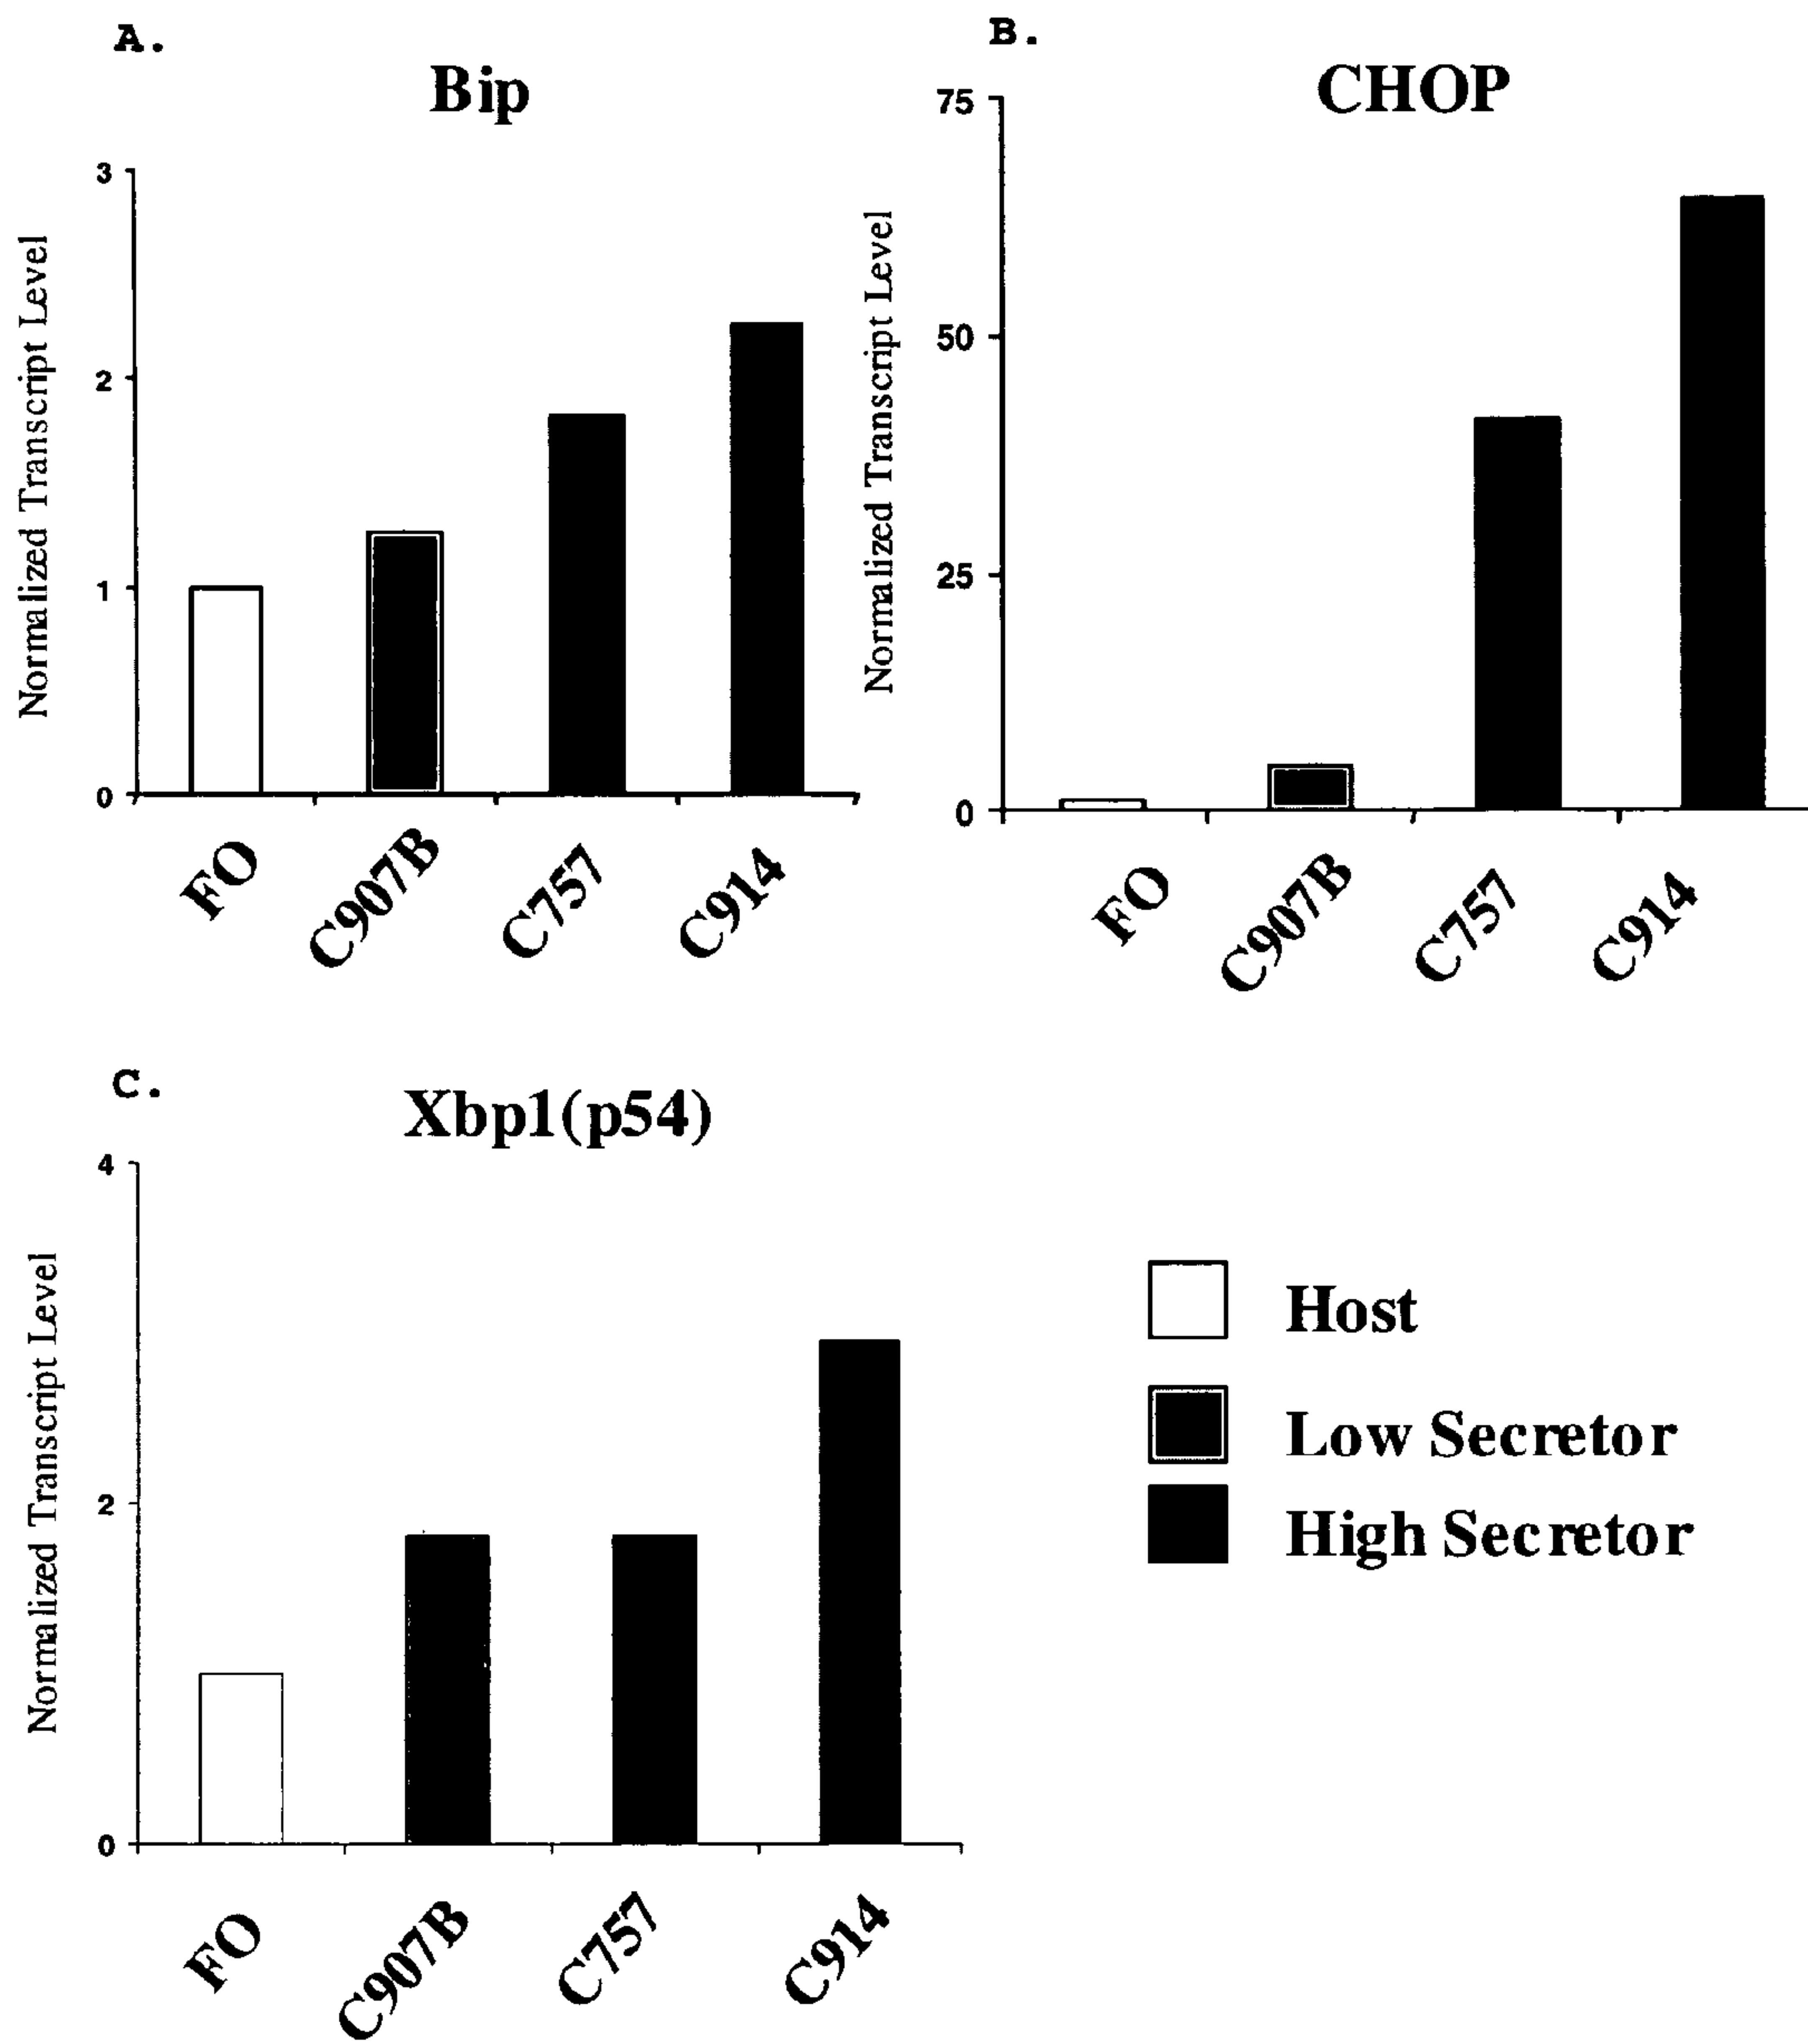 A.
Bip
Normalized Transcript Level
3
2
1
0
FO
C907B
C757
C914
B.
CHOP
Normalized Transcript Level
75
50
25
0
FO
C907B
C757
C914
C.
Xbp1(p54)
Normalized Transcript Level
4
2
0
FO
C907B
C757
C914
Host
Low Secretor
High Secretor